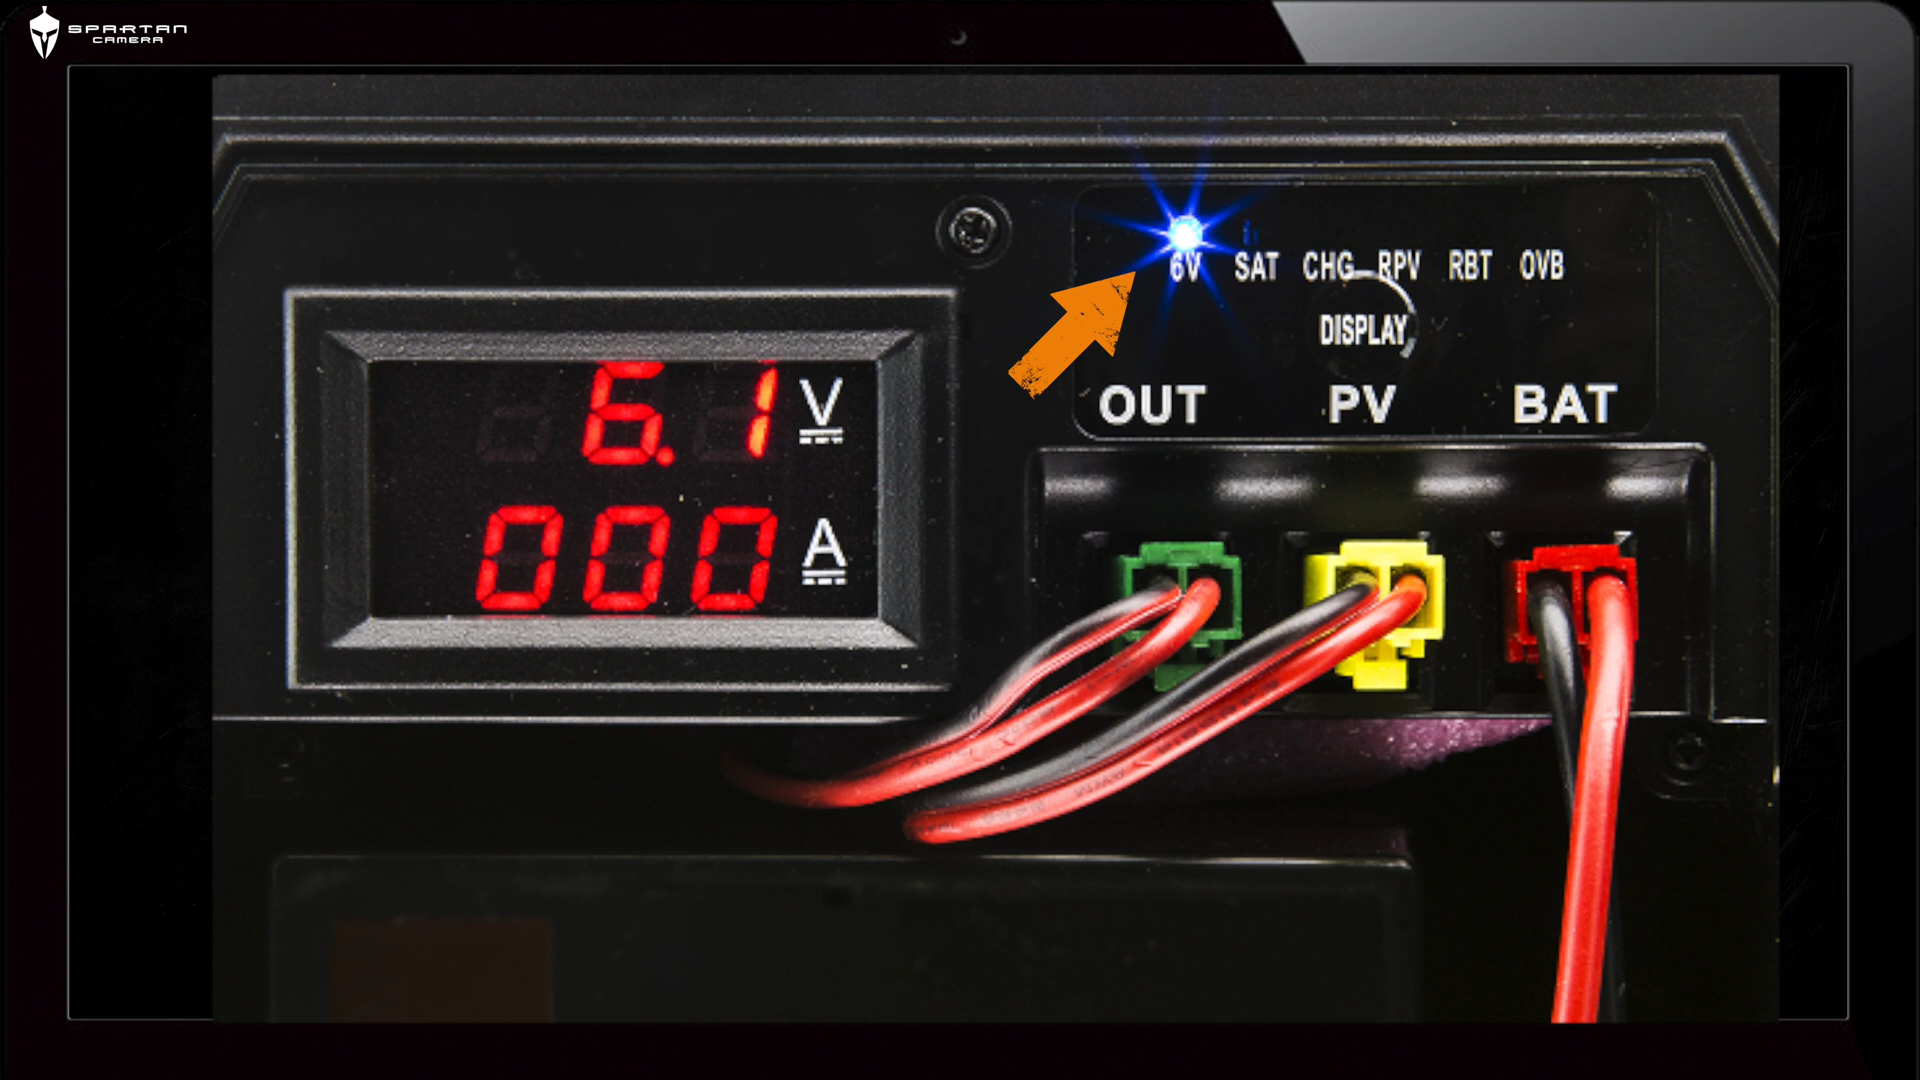 SPARTAN
CAMERA
6V SAT CHG RPV RBT OVB
DISPLAY
OUT PV BAT
6.1 V
000 A